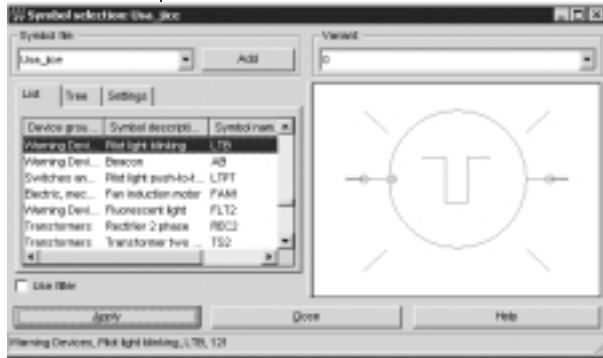 Symbol selection: Usa_jice
Symbol file
Usa_jice
Add
Variant
0
List Tree Settings
Device grou... Symbol descripti... Symbol nam.
Warning Devi... Pilot light blinking LTB
Warning Devi... Beacon AB
Switches an... Pilot light push-to-t... LTPT
Electric, mec... Fan induction motor FANI
Warning Devi... Fluorescent light FLT2
Transformers Rectifier 2 phase REC2
Transformers Transformer two ... TS2
Use filter
Apply Close Help
Warning Devices, Pilot light blinking, LTB, 121